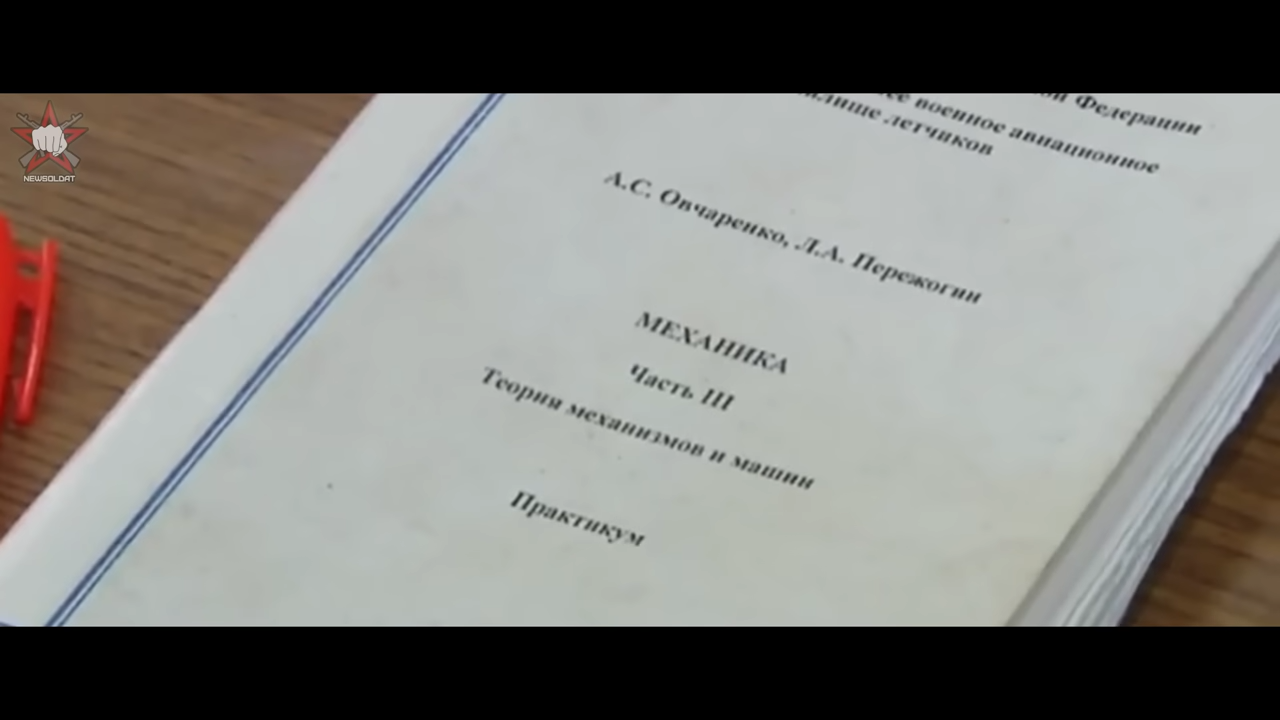 NEWSOLDAT
Федерации
военное авиационное
летчиков
А.С. Овчаренко, Л.А. Пережогин
МЕХАНИКА
Часть III
Теория механизмов и машин
Практикум